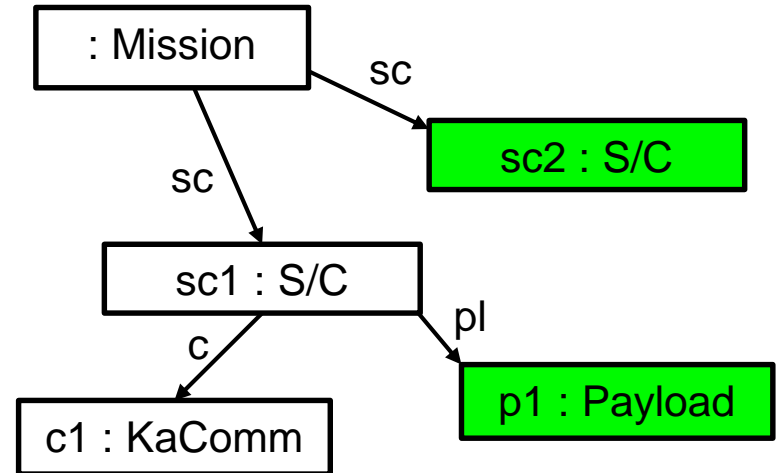 : Mission
sc
sc2 : S/C
sc
sc1 : S/C
pl
c
p1 : Payload
c1 : KaComm